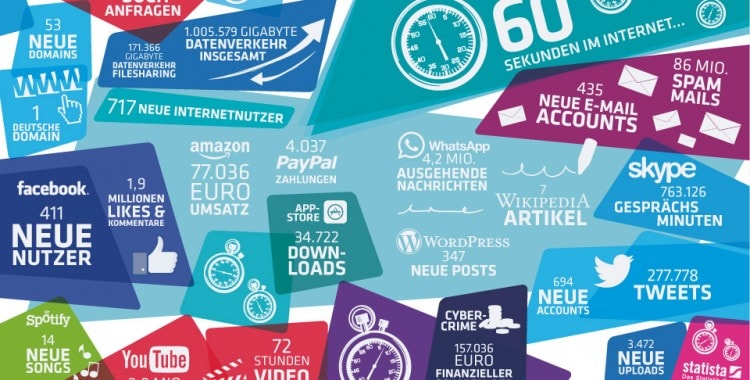 ANFRAGEN
53
NEUE
DOMAINS
1
DEUTSCHE
DOMAIN
171.366
GIGABYTE
DATENVERKEHR
FILESHARING
1.005.579 GIGABYTE
DATENVERKEHR
INSGESAMT
60
SEKUNDEN IM INTERNET...
717 NEUE INTERNETNUTZER
435
NEUE E-MAIL
ACCOUNTS
86 MIO.
SPAM
MAILS
facebook.
411
NEUE
NUTZER
1,9
MILLIONEN
LIKES &
KOMMENTARE
amazon
77.036
EURO
UMSATZ
4.037
PayPal
ZAHLUNGEN
APP-
STORE
34.722
DOWN-
LOADS
WhatsApp
4,2 MIO.
AUSGEHENDE
NACHRICHTEN
WORDPRESS
347
NEUE POSTS
7
WIKIPEDIA
ARTIKEL
skype
763.126
GESPRÄCHS
MINUTEN
694
NEUE
ACCOUNTS
277.778
TWEETS
Spotify
14
NEUE
SONGS
YouTube
72
STUNDEN
VIDEO
CYBER-
CRIME
157.036
EURO
FINANZIELLER
3.472
NEUE
UPLOADS
statista
Das Statistik-